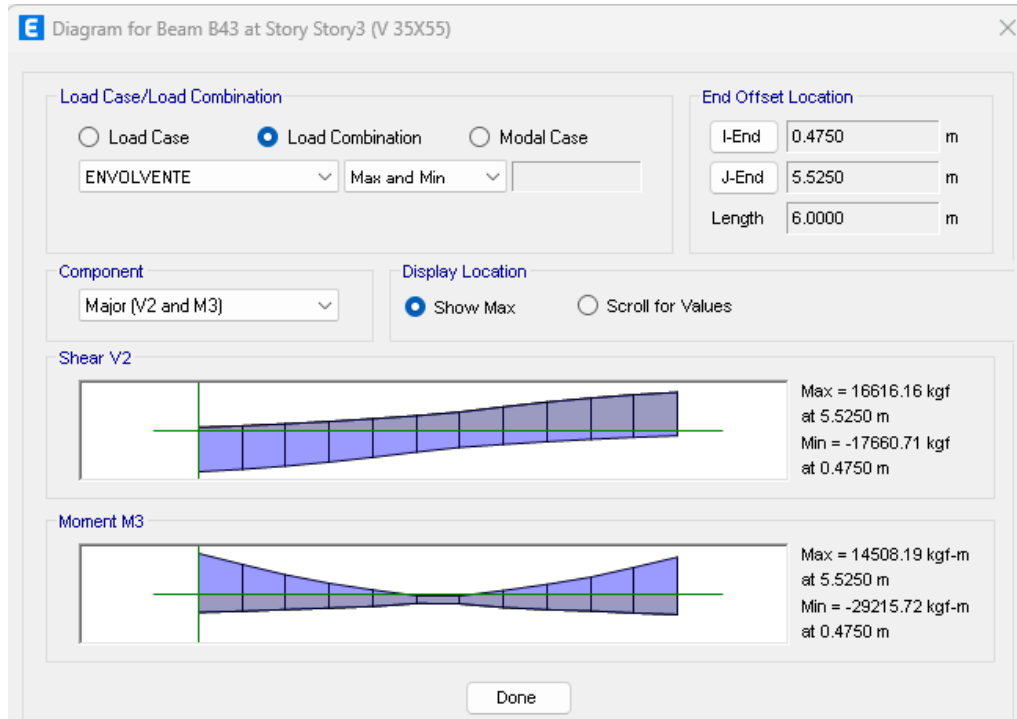 E Diagram for Beam B43 at Story Story3 (V 35X55)
Load Case/Load Combination
Load Case Load Combination Modal Case
ENVOLVENTE Max and Min
End Offset Location
I-End 0.4750 m
J-End 5.5250 m
Length 6.0000 m
Component
Major (V2 and M3)
Display Location
Show Max Scroll for Values
Shear V2
Max = 16616.16 kgf
at 5.5250 m
Min = -17660.71 kgf
at 0.4750 m
Moment M3
Max = 14508.19 kgf-m
at 5.5250 m
Min = -29215.72 kgf-m
at 0.4750 m
Done